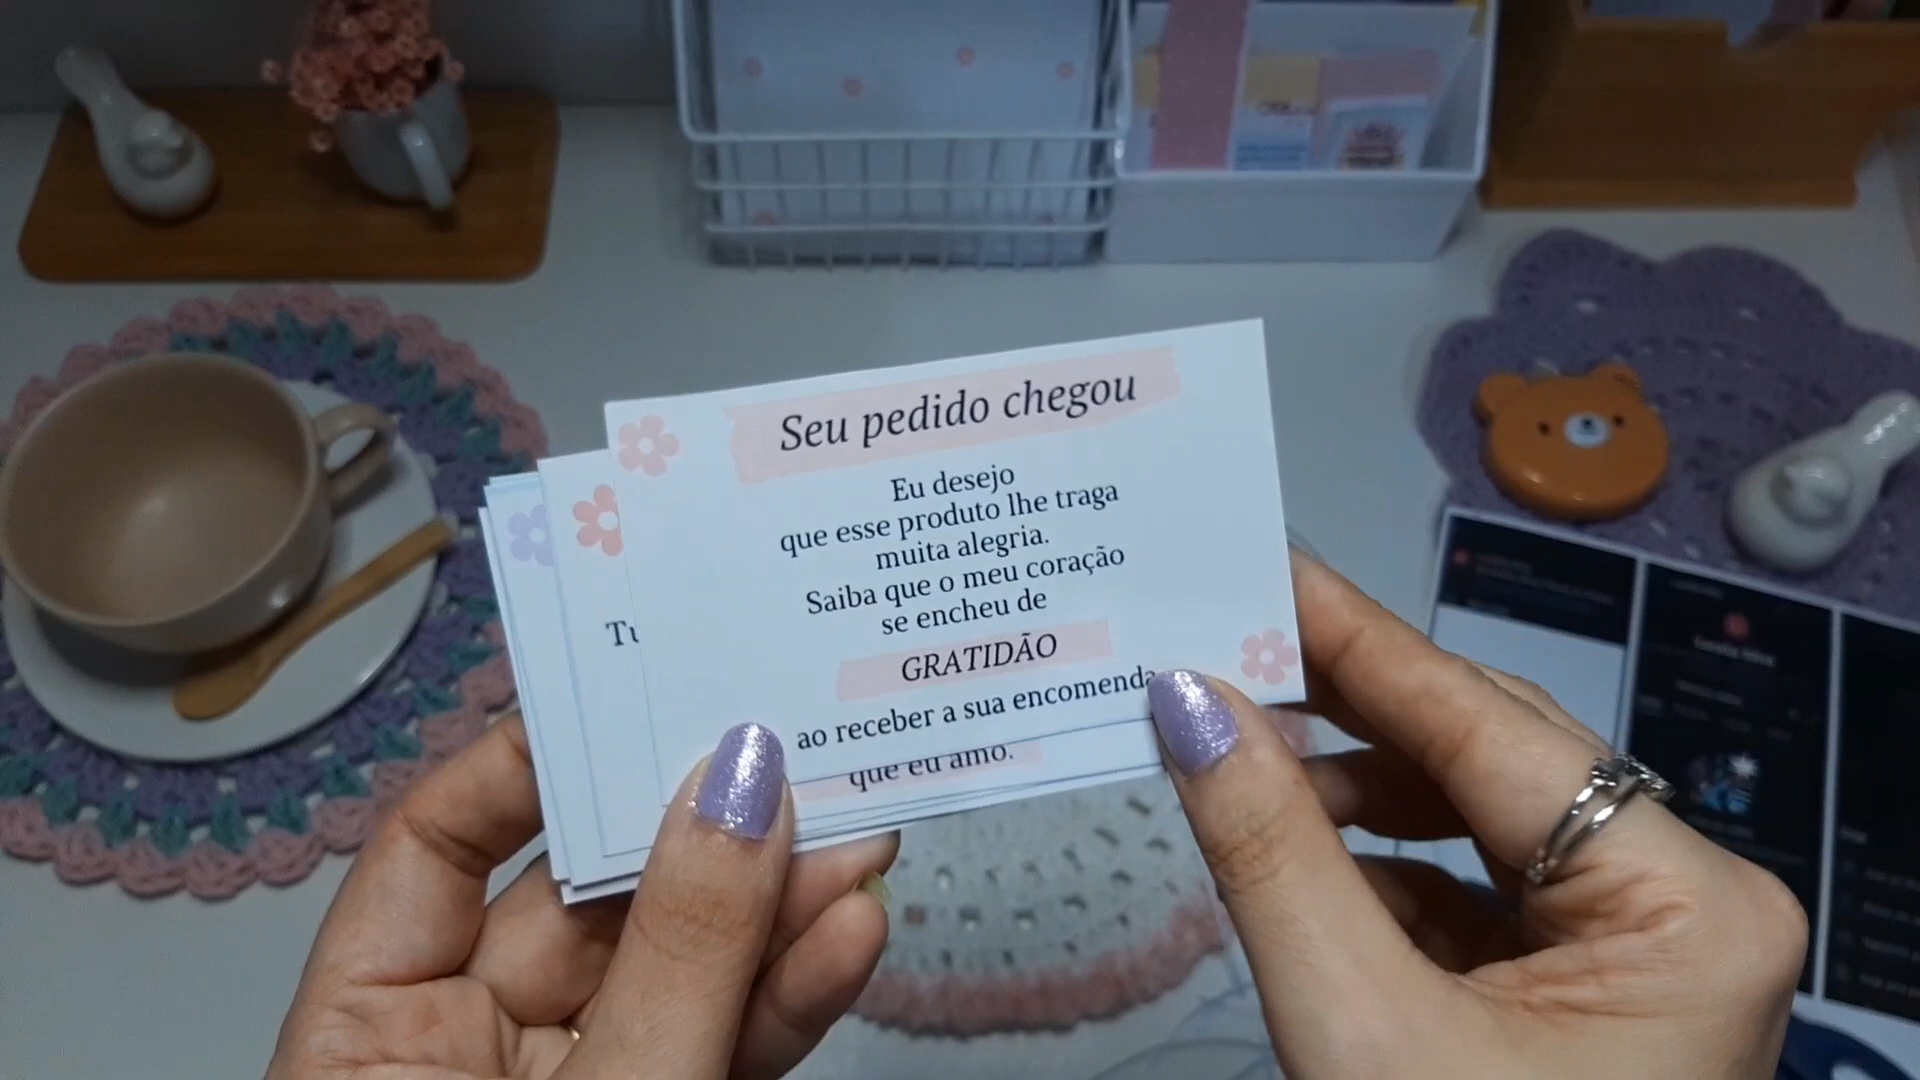 Seu pedido chegou
Eu desejo
que esse produto lhe traga
muita alegria.
Saiba que o meu coração
se encheu de
GRATIDÃO
ao receber a sua encomenda
que eu amo.
Tu